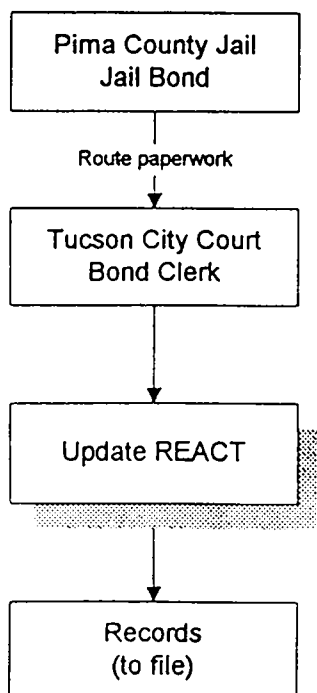 Pima County Jail
Jail Bond
Route paperwork
Tucson City Court
Bond Clerk
Update REACT
Records
(to file)